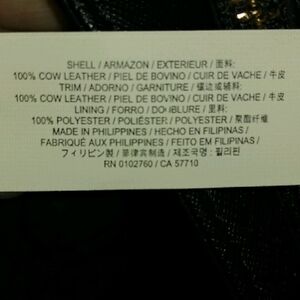 SHELL / ARMAZON / EXTERIEUR / 面料:
100% COW LEATHER / PIEL DE BOVINO / CUIR DE VACHE / 牛皮
TRIM / ADORNO / GARNITURE / 镶边或辅料:
100% COW LEATHER / PIEL DE BOVINO / CUIR DE VACHE / 牛皮
LINING / FORRO / DOUBLURE / 里料:
100% POLYESTER / POLIÉSTER / POLYESTER / 聚酯纤维
MADE IN PHILIPPINES / HECHO EN FILIPINAS /
FABRIQUÉ AUX PHILIPPINES / FEITO EM FILIPINAS /
フィリピン製 / 菲律宾制造 / 제조국명 : 필리핀
RN 0102760 / CA 57710